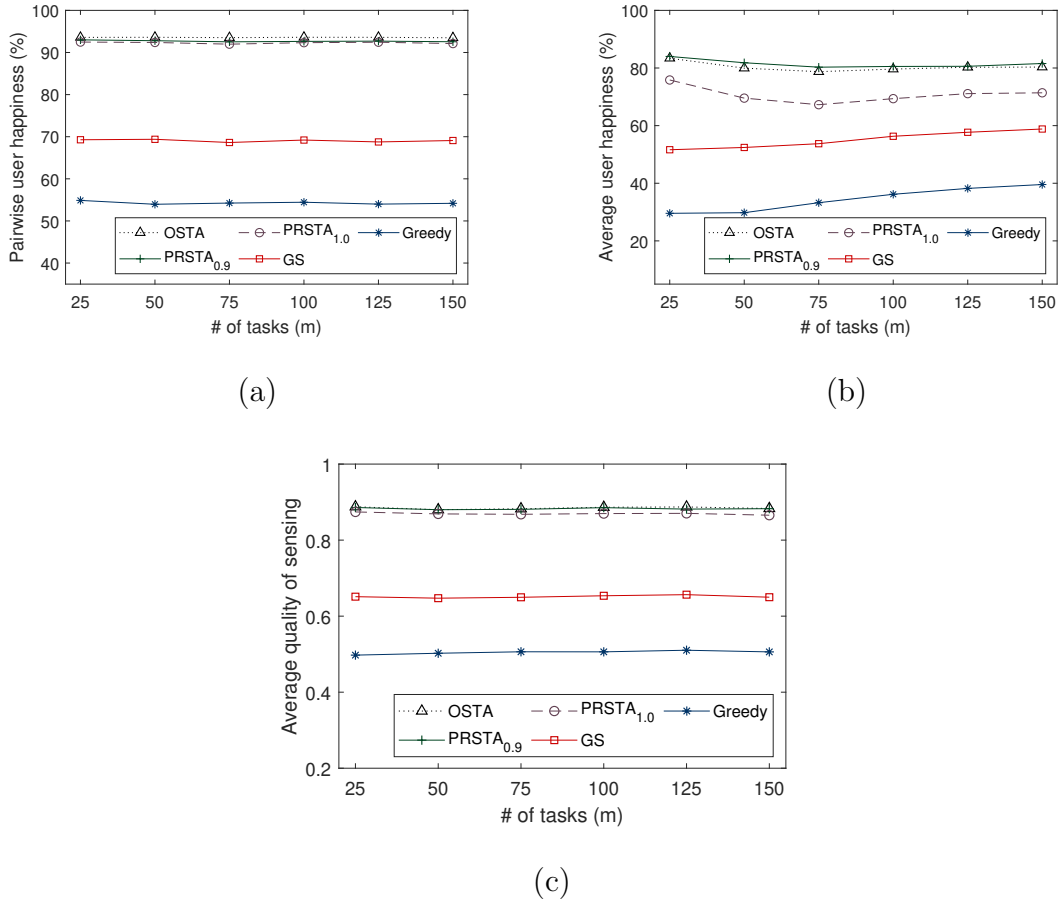 100
90
80
70
60
50
40
Pairwise user happiness (%)
OSTA
PRSTA1.0
Greedy
PRSTA0.9
GS
25 50 75 100 125 150
# of tasks (m)
(a)
100
80
60
40
20
Average user happiness (%)
OSTA
PRSTA1.0
Greedy
PRSTA0.9
GS
25 50 75 100 125 150
# of tasks (m)
(b)
1
0.8
0.6
0.4
0.2
Average quality of sensing
OSTA
PRSTA1.0
Greedy
PRSTA0.9
GS
25 50 75 100 125 150
# of tasks (m)
(c)